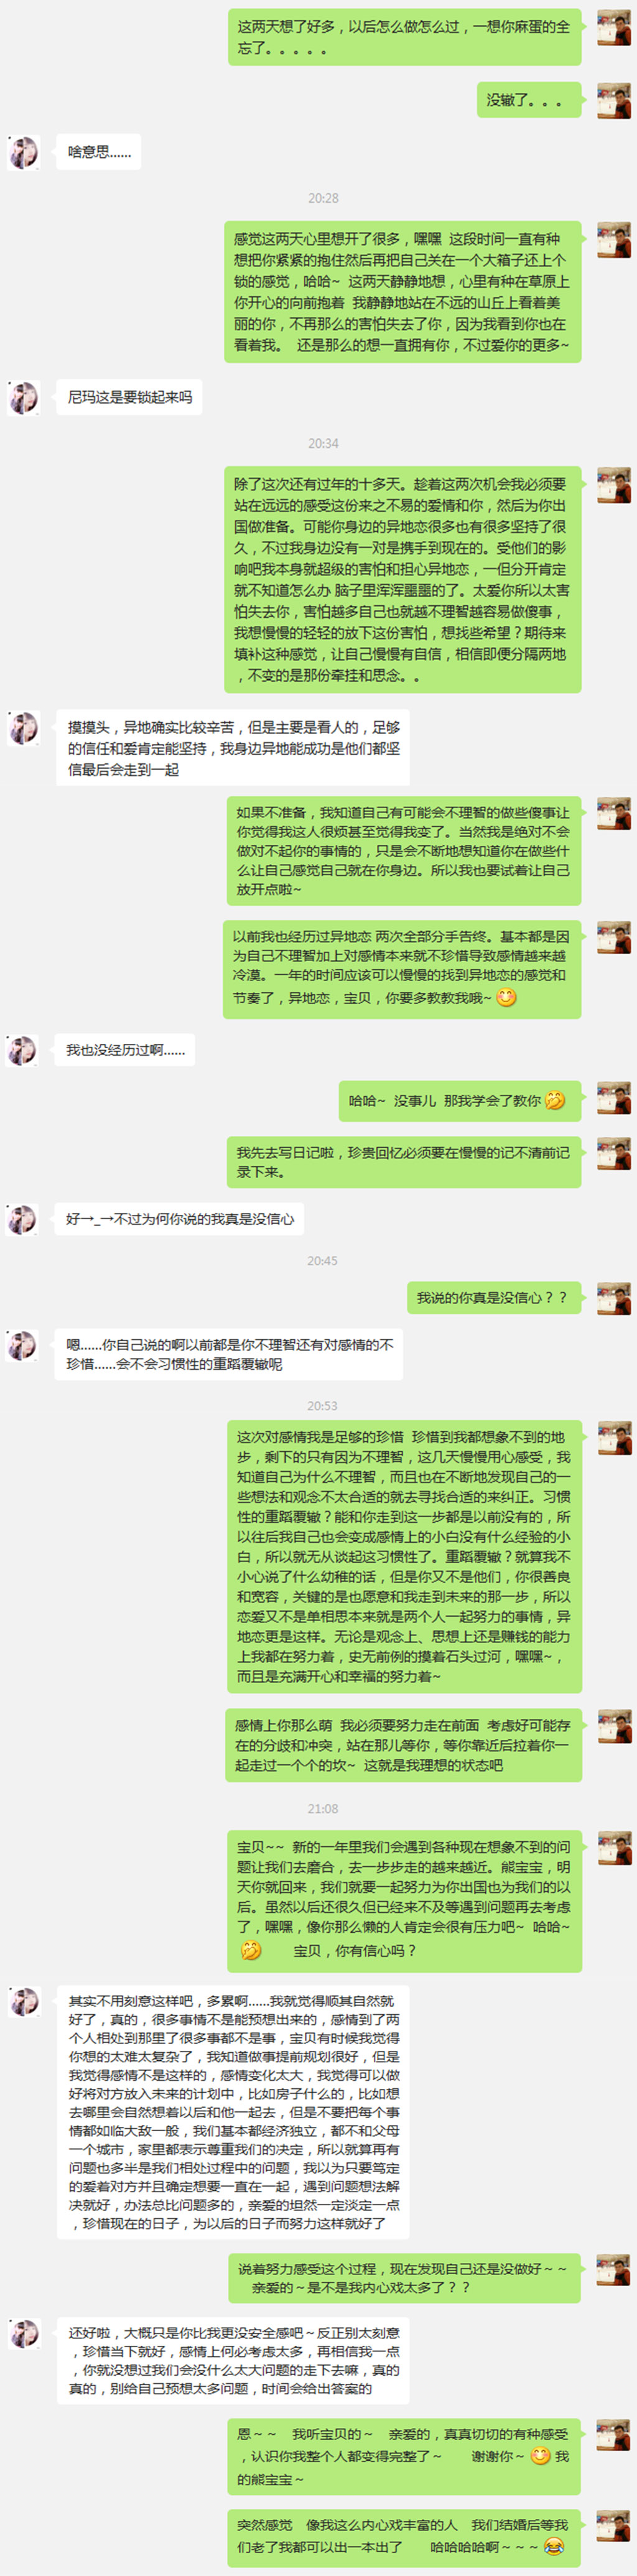 这两天想了好多，以后怎么做怎么过，一想你麻蛋的全
忘了。。。。。
没辙了。。。
啥意思......
20:28
感觉这两天心里想开了很多，嘿嘿 这段时间一直有种
想把你紧紧的抱住然后再把自己关在一个大箱子还上个
锁的感觉，哈哈~ 这两天静静地想，心里有种在草原上
你开心的向前抱着 我静静地站在不远的山丘上看着美
丽的你，不再那么的害怕失去了你，因为我看到你也在
看着我。 还是那么的想一直拥有你，不过爱你的更多~
尼玛这是要锁起来吗
20:34
除了这次还有过年的十多天。趁着这两次机会我必须要
站在远远的感受这份来之不易的爱情和你，然后为你出
国做准备。可能你身边的异地恋很多也有很多坚持了很
久，不过我身边没有一对是携手到现在的。受他们的影
响吧我本身就超级的害怕和担心异地恋，一但分开肯定
就不知道怎么办 脑子里浑浑噩噩的了。太爱你所以太害
怕失去你，害怕越多自己也就越不理智越容易做傻事，
我想慢慢的轻轻的放下这份害怕，想找些希望？期待来
填补这种感觉，让自己慢慢有自信，相信即便分隔两地
，不变的是那份牵挂和思念。。
摸摸头，异地确实比较辛苦，但是主要是看人的，足够
的信任和爱肯定能坚持，我身边异地能成功是他们都坚
信最后会走到一起
如果不准备，我知道自己有可能会不理智的做些傻事让
你觉得我这人很烦甚至觉得我变了。当然我是绝对不会
做对不起你的事情的，只是会不断地想知道你在做些什
么让自己感觉自己就在你身边。所以我也要试着让自己
放开点啦~
以前我也经历过异地恋 两次全部分手告终。基本都是因
为自己不理智加上对感情本来就不珍惜导致感情越来越
冷漠。一年的时间应该可以慢慢的找到异地恋的感觉和
节奏了，异地恋，宝贝，你要多教教我哦~
我也没经历过啊......
哈哈~ 没事儿 那我学会了教你
我先去写日记啦，珍贵回忆必须要在慢慢的记不清前记
录下来。
好→_→不过为何你说的我真是没信心
20:45
我说的你真是没信心？？
嗯......你自己说的啊以前都是你不理智还有对感情的不
珍惜......会不会习惯性的重蹈覆辙呢
20:53
这次对感情我是足够的珍惜 珍惜到我都想象不到的地
步，剩下的只有因为不理智，这几天慢慢用心感受，我
知道自己为什么不理智，而且也在不断地发现自己的一
些想法和观念不太合适的就去寻找合适的来纠正。习惯
性的重蹈覆辙？能和你走到这一步都是以前没有的，所
以往后我自己也会变成感情上的小白没有什么经验的小
白，所以就无从谈起这习惯性了。重蹈覆辙？就算我不
小心说了什么幼稚的话，但是你又不是他们，你很善良
和宽容，关键的是也愿意和我走到未来的那一步，所以
恋爱又不是单相思本来就是两个人一起努力的事情，异
地恋更是这样。无论是观念上、思想上还是赚钱的能力
上我都在努力着，史无前例的摸着石头过河，嘿嘿~，
而且是充满开心和幸福的努力着~
感情上你那么萌 我必须要努力走在前面 考虑好可能存
在的分歧和冲突，站在那儿等你，等你靠近后拉着你一
起走过一个个的坎~ 这就是我理想的状态吧
21:08
宝贝~~ 新的一年里我们会遇到各种现在想象不到的问
题让我们去磨合，去一步步走的越来越近。熊宝宝，明
天你就回来，我们就要一起努力为你出国也为我们的以
后。虽然以后还很久但已经来不及等遇到问题再去考虑
了，嘿嘿，像你那么懒的人肯定会很有压力吧~ 哈哈~
宝贝，你有信心吗？
其实不用刻意这样吧，多累啊......我就觉得顺其自然就
好了，真的，很多事情不是能预想出来的，感情到了两
个人相处到那里了很多事都不是事，宝贝有时候我觉得
你想的太难太复杂了，我知道做事提前规划很好，但是
我觉得感情不是这样的，感情变化太大，我觉得可以做
好将对方放入未来的计划中，比如房子什么的，比如想
去哪里会自然想着以后和他一起去，但是不要把每个事
情都如临大敌一般，我们基本都经济独立，都不和父母
一个城市，家里都表示尊重我们的决定，所以就算再有
问题也多半是我们相处过程中的问题，我以为只要笃定
的爱着对方并且确定想要一直在一起，遇到问题想法解
决就好，办法总比问题多的，亲爱的坦然一定淡定一点
，珍惜现在的日子，为以后的日子而努力这样就好了
说着努力感受这个过程，现在发现自己还是没做好～～
亲爱的～是不是我内心戏太多了？？
还好啦，大概只是你比我更没安全感吧～反正别太刻意
，珍惜当下就好，感情上何必考虑太多，再相信我一点
，你就没想过我们会没什么太大问题的走下去嘛，真的
真的，别给自己预想太多问题，时间会给出答案的
恩～～ 我听宝贝的～ 亲爱的，真真切切的有种感受
，认识你我整个人都变得完整了～ 谢谢你～ 我
的熊宝宝～
突然感觉 像我这么内心戏丰富的人 我们结婚后等我
们老了我都可以出一本出了 哈哈哈哈啊～～～